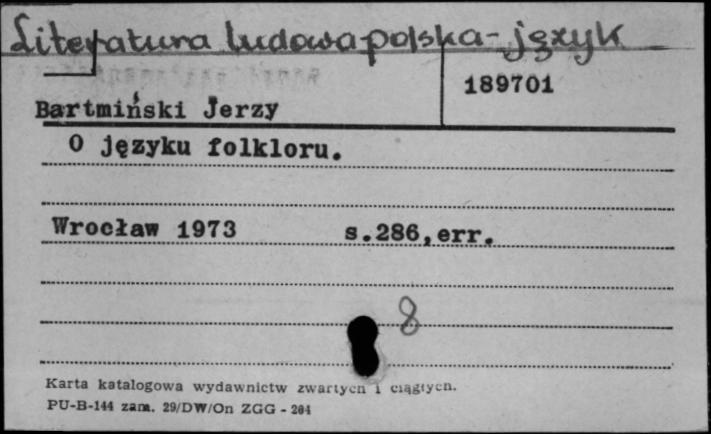 Literatura ludowa polska - język
189701
Bartmiński Jerzy
O języku folkloru.
Wrocław 1973 s.286,err.
8
Karta katalogowa wydawnictw zwartych i ciągłych.
PU-B-144 zam. 29/DW/On ZGG - 204